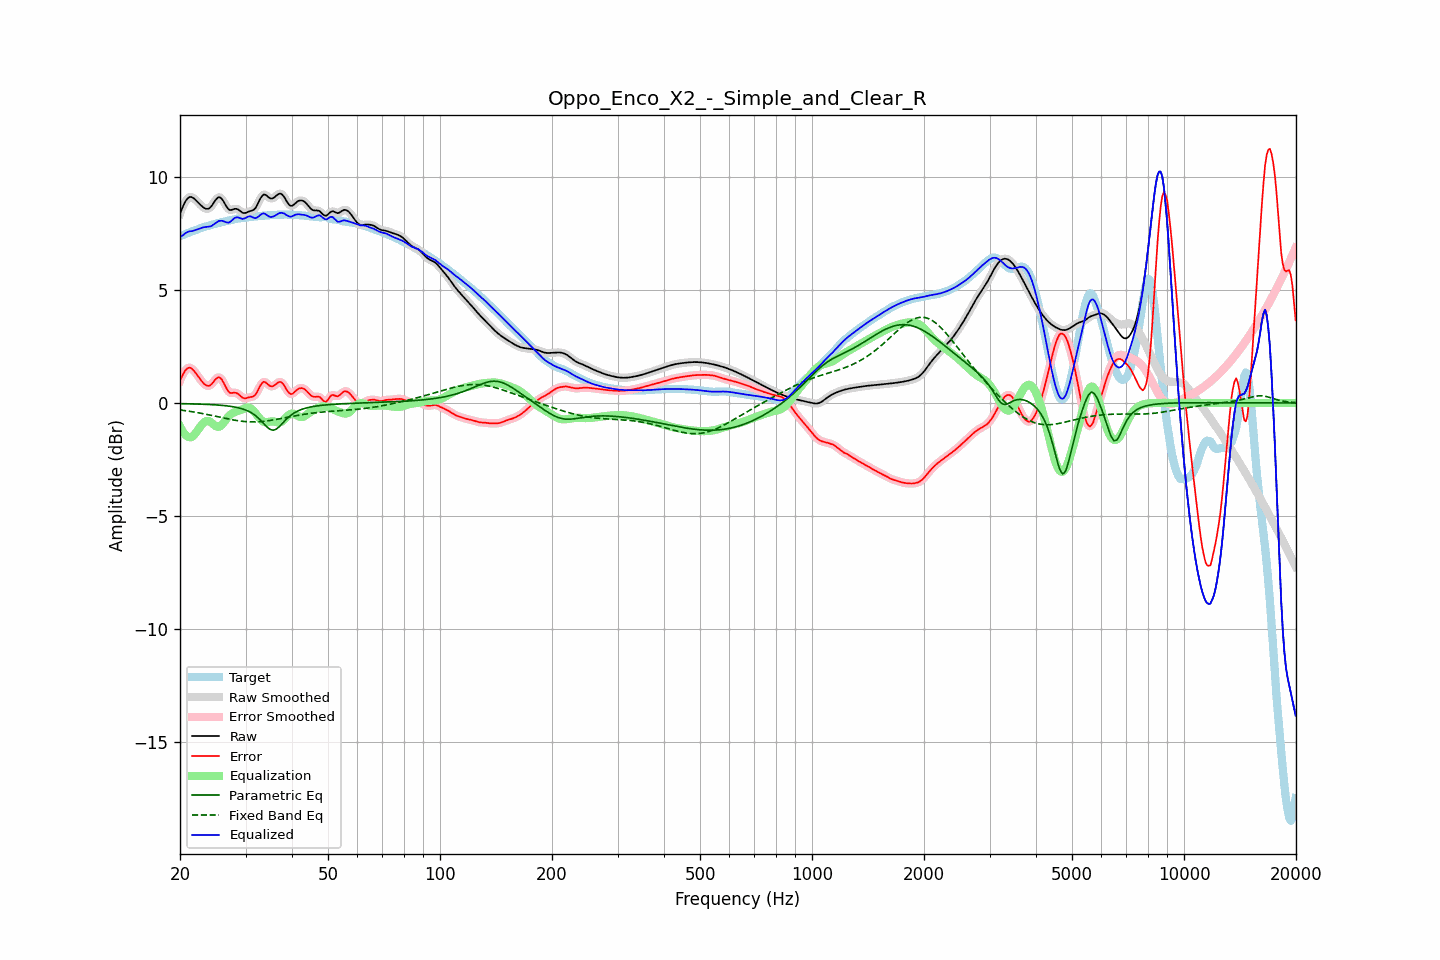 Oppo_Enco_X2_-_Simple_and_Clear_R
Amplitude (dBr)
10
5
0
−5
−10
−15
Target
Raw Smoothed
Error Smoothed
Raw
Error
Equalization
Parametric Eq
Fixed Band Eq
Equalized
20 50 100 200 500 1000 2000 5000 10000 20000
Frequency (Hz)